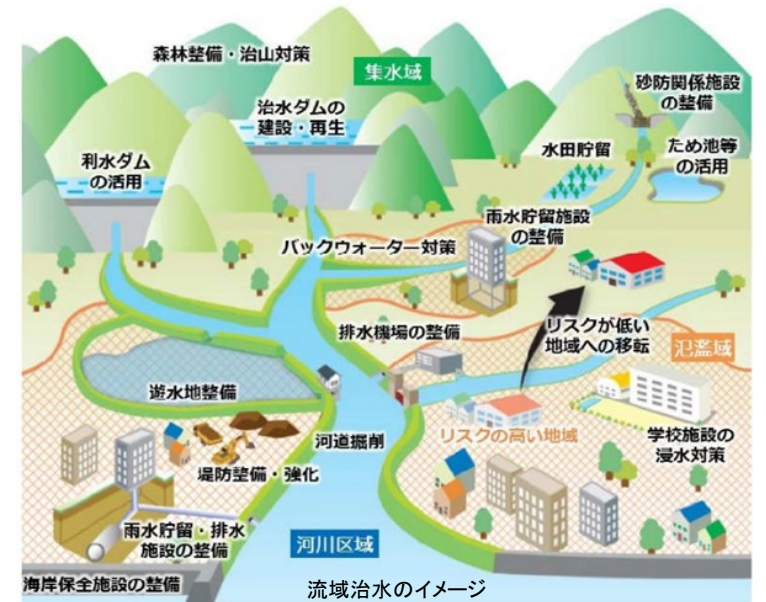 森林整備・治山対策
集水域
砂防関係施設
の整備
治水ダムの
建設・再生
水田貯留
ため池等
の活用
利水ダム
の活用
雨水貯留施設
の整備
バックウォーター対策
排水機場の整備
リスクが低い
地域への移転
氾濫域
遊水地整備
リスクの高い地域
学校施設の
浸水対策
河道掘削
堤防整備・強化
雨水貯留・排水
施設の整備
河川区域
海岸保全施設の整備
流域治水のイメージ